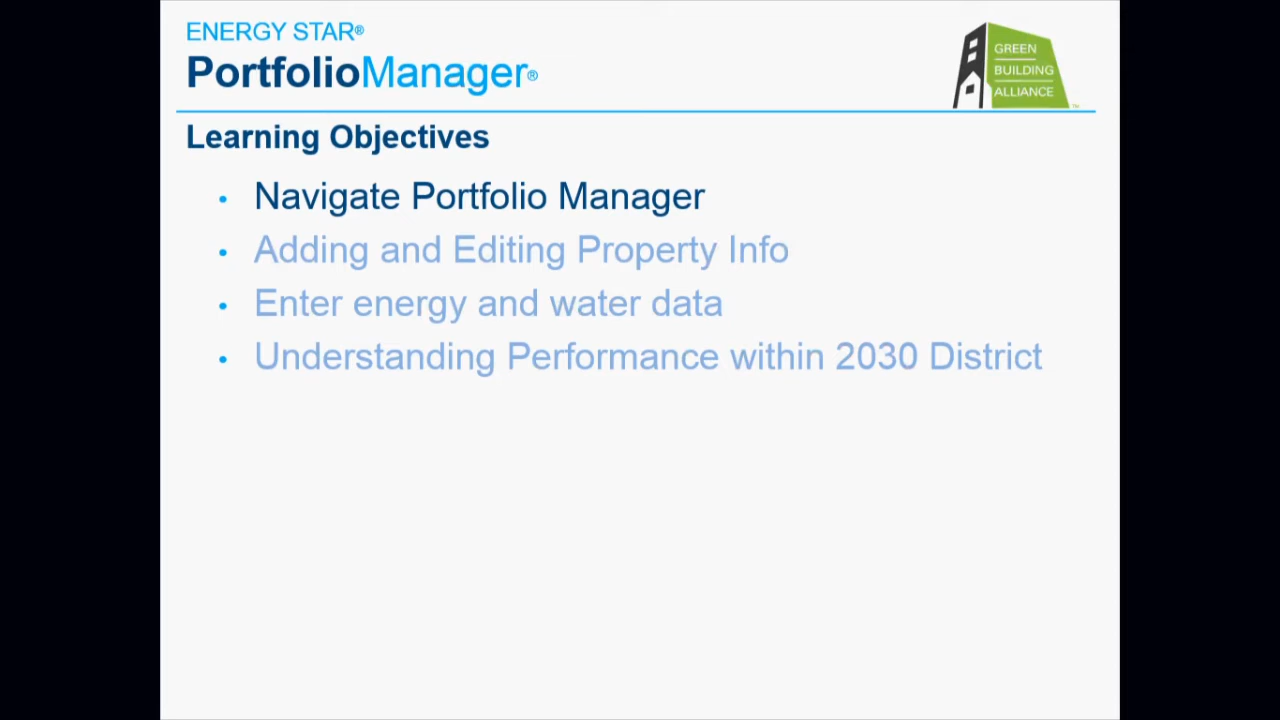 ENERGY STAR®
PortfolioManager®
GREEN
BUILDING
ALLIANCE
™
Learning Objectives
• Navigate Portfolio Manager
• Adding and Editing Property Info
• Enter energy and water data
• Understanding Performance within 2030 District